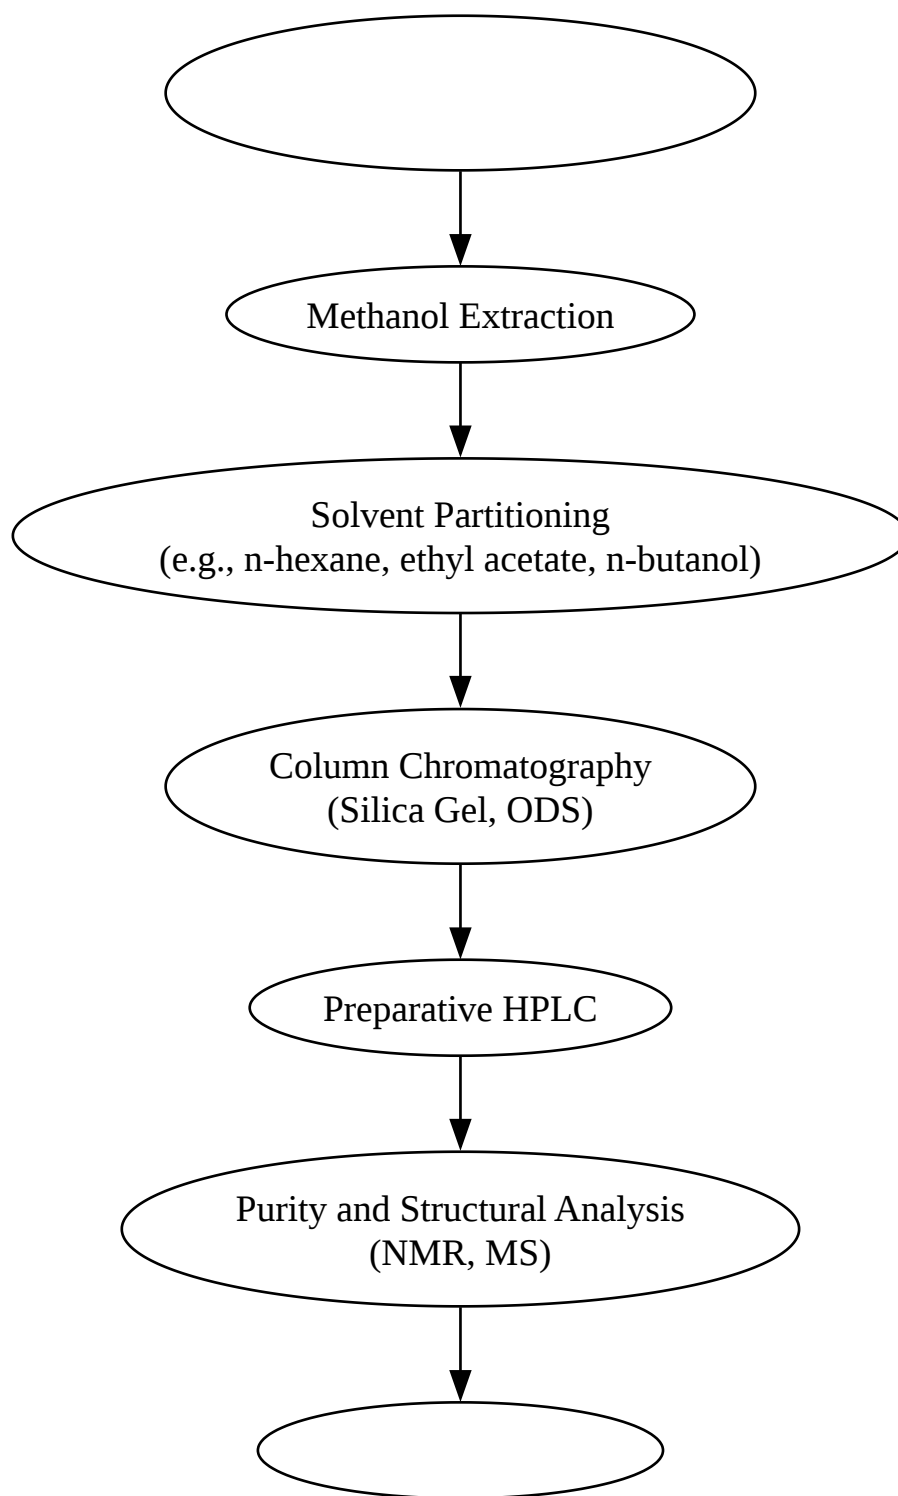 Methanol Extraction
Solvent Partitioning
(e.g., n-hexane, ethyl acetate, n-butanol)
Column Chromatography
(Silica Gel, ODS)
Preparative HPLC
Purity and Structural Analysis
(NMR, MS)